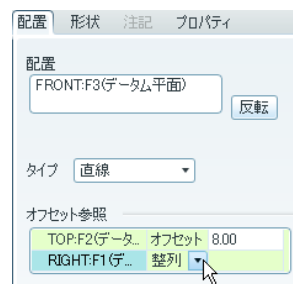 配置 形状 注記 プロパティ
配置
FRONT:F3(データム平面)
反転
タイプ 直線
オフセット参照
TOP:F2(データ... オフセット 8.00
RIGHT:F1(デ... 整列